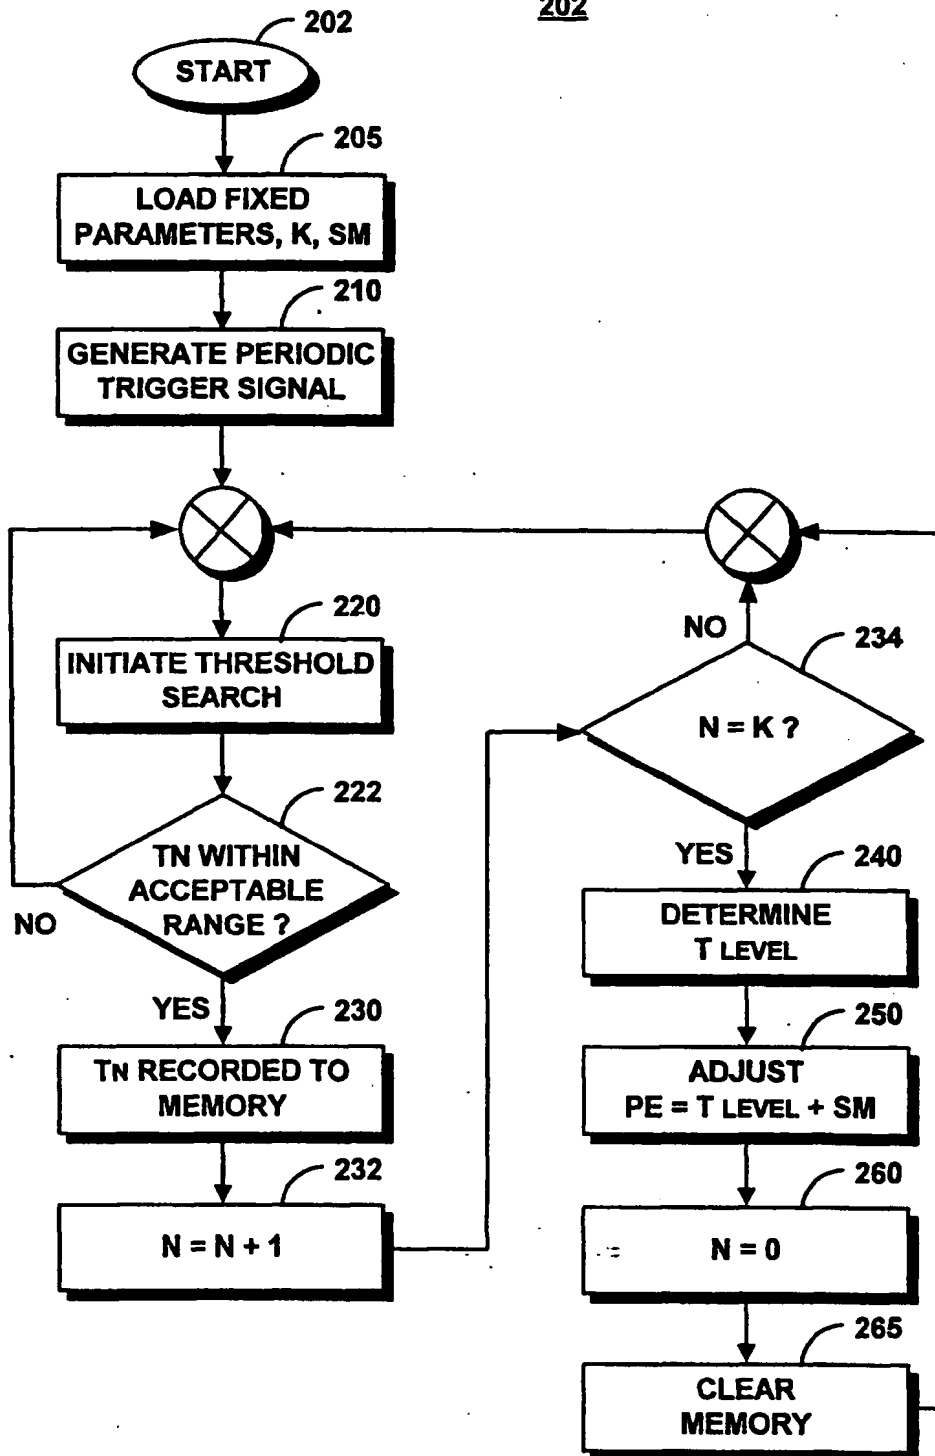 202
202
START
205
LOAD FIXED
PARAMETERS, K, SM
210
GENERATE PERIODIC
TRIGGER SIGNAL
220
INITIATE THRESHOLD
SEARCH
222
TN WITHIN
ACCEPTABLE
RANGE ?
NO
YES
230
TN RECORDED TO
MEMORY
232
N = N + 1
234
N = K ?
NO
YES
240
DETERMINE
T LEVEL
250
ADJUST
PE = T LEVEL + SM
260
N = 0
265
CLEAR
MEMORY